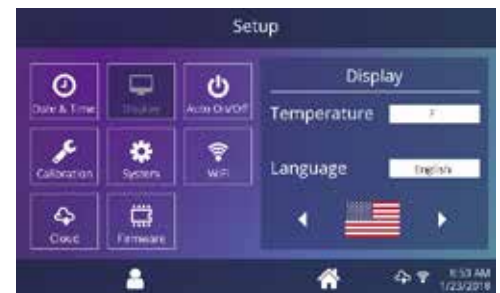 Setup
Date & Time
Display
Auto On/Off
Calibration
System
WiFi
Cloud
Firmware
Display
Temperature
F
Language
English
8:53 AM
1/23/2018